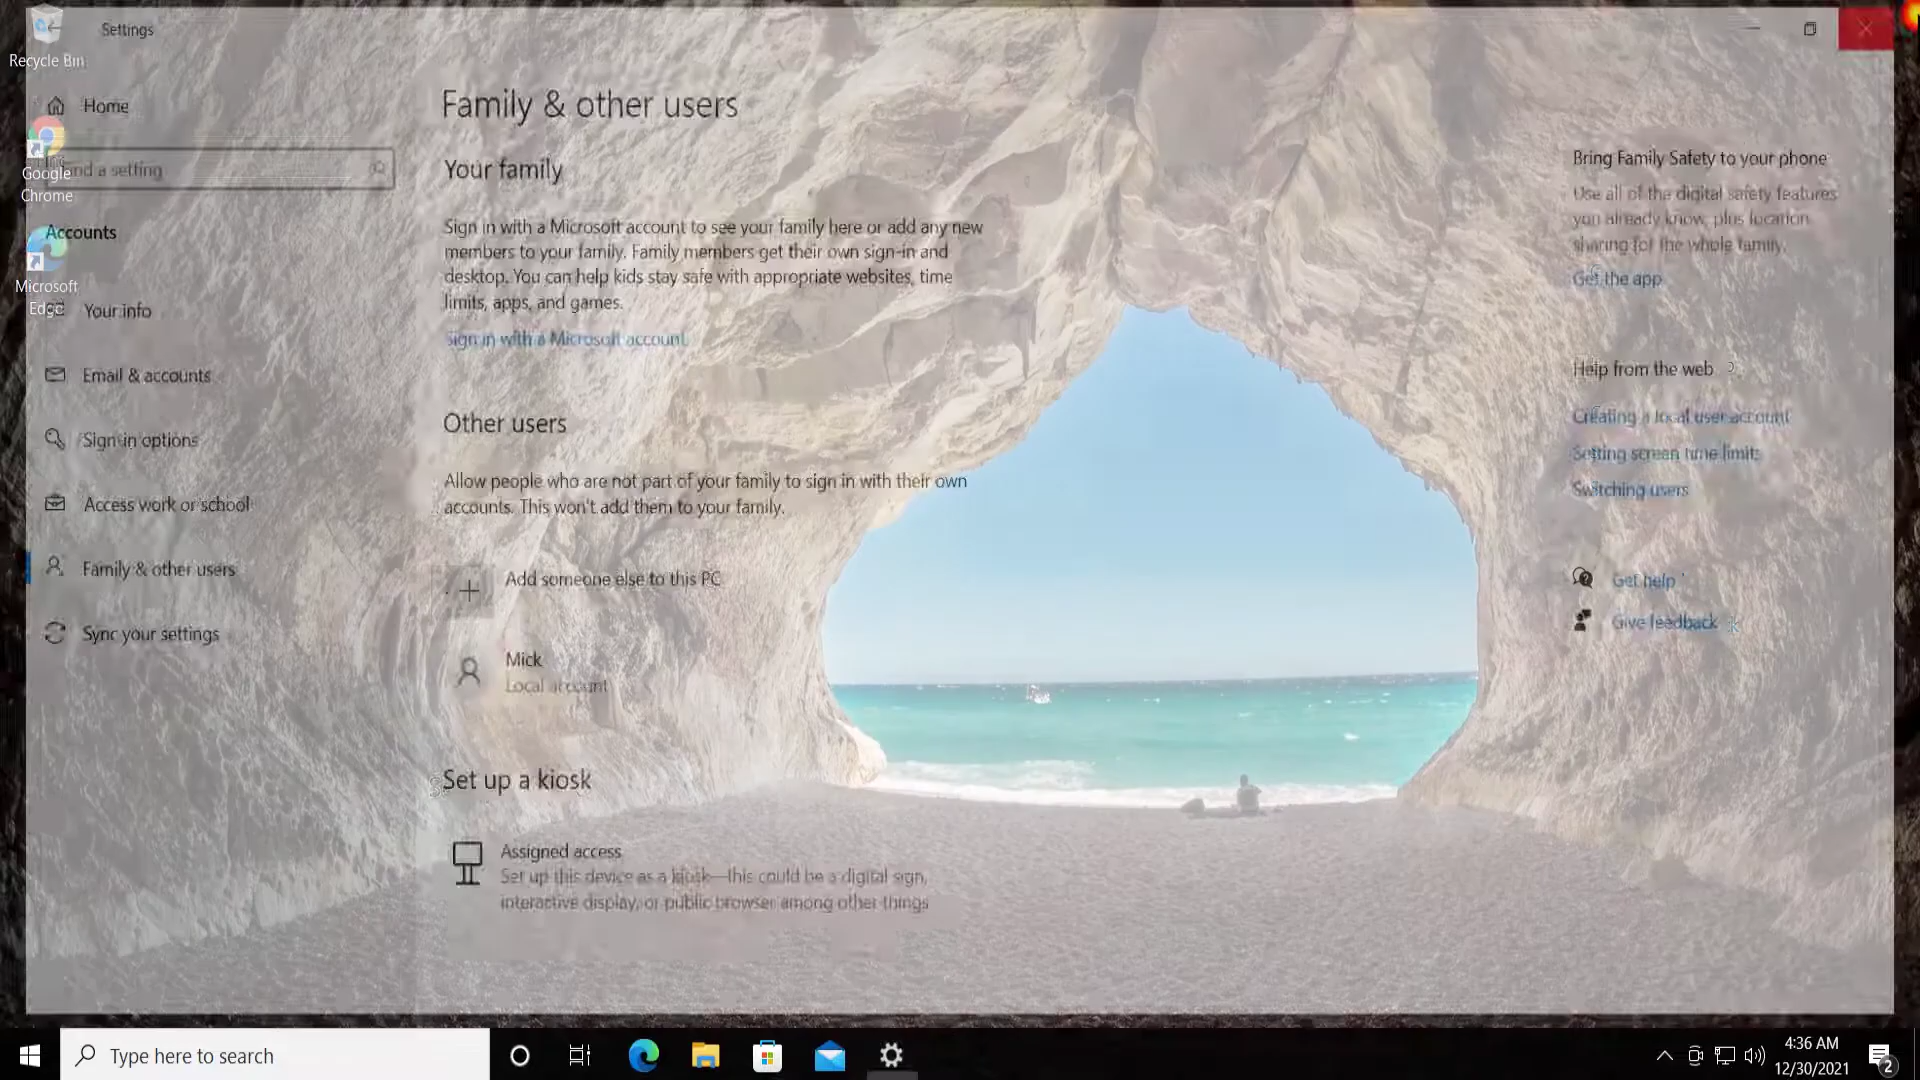 Settings
Recycle Bin
Home
Google
Chrome
a setting
Accounts
Microsoft
Edge
Your info
Email & accounts
Sign-in options
Access work or school
Family & other users
Sync your settings
Family & other users
Your family
Sign in with a Microsoft account to see your family here or add any new
members to your family. Family members get their own sign-in and
desktop. You can help kids stay safe with appropriate websites, time
limits, apps, and games.
Sign in with a Microsoft account
Other users
Allow people who are not part of your family to sign in with their own
accounts. This won't add them to your family.
Add someone else to this PC
Mick
Local account
Set up a kiosk
Assigned access
Set up this device as a kiosk—this could be a digital sign,
interactive display, or public browser among other things
Bring Family Safety to your phone
Use all of the digital safety features
you already know, plus location
sharing for the whole family.
Get the app
Help from the web
Creating a local user account
Setting screen time limits
Switching users
Get help
Give feedback
Type here to search
4:36 AM
12/30/2021
2